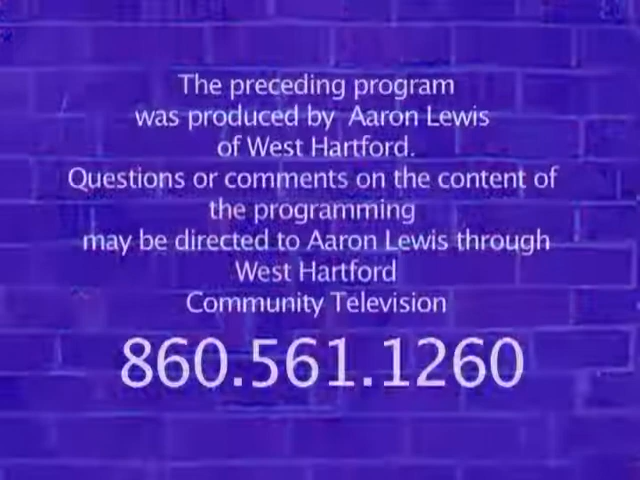 The preceding program
was produced by Aaron Lewis
of West Hartford.
Questions or comments on the content of
the programming
may be directed to Aaron Lewis through
West Hartford
Community Television
860.561.1260